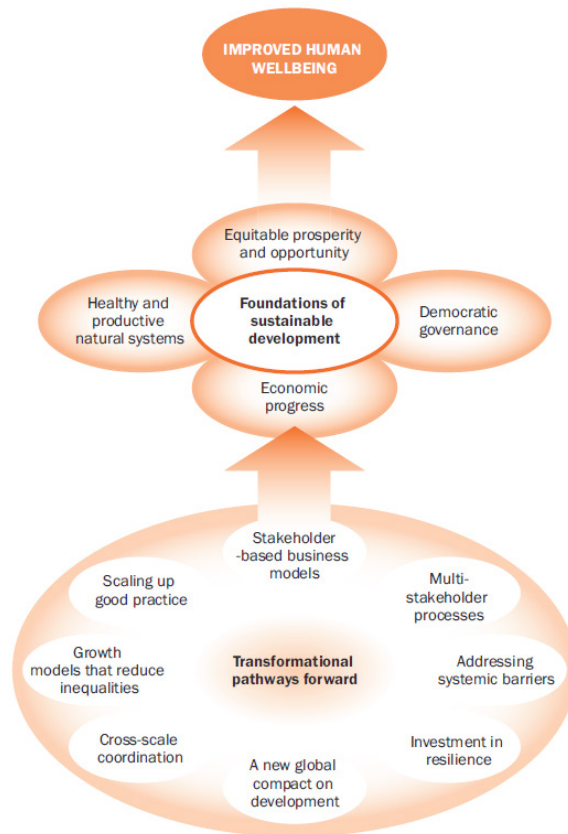 IMPROVED HUMAN
WELLBEING
Equitable prosperity
and opportunity
Healthy and
productive
natural systems
Foundations of
sustainable
development
Democratic
governance
Economic
progress
Stakeholder
-based business
models
Scaling up
good practice
Multi-
stakeholder
processes
Growth
models that reduce
inequalities
Transformational
pathways forward
Addressing
systemic barriers
Cross-scale
coordination
A new global
compact on
development
Investment in
resilience